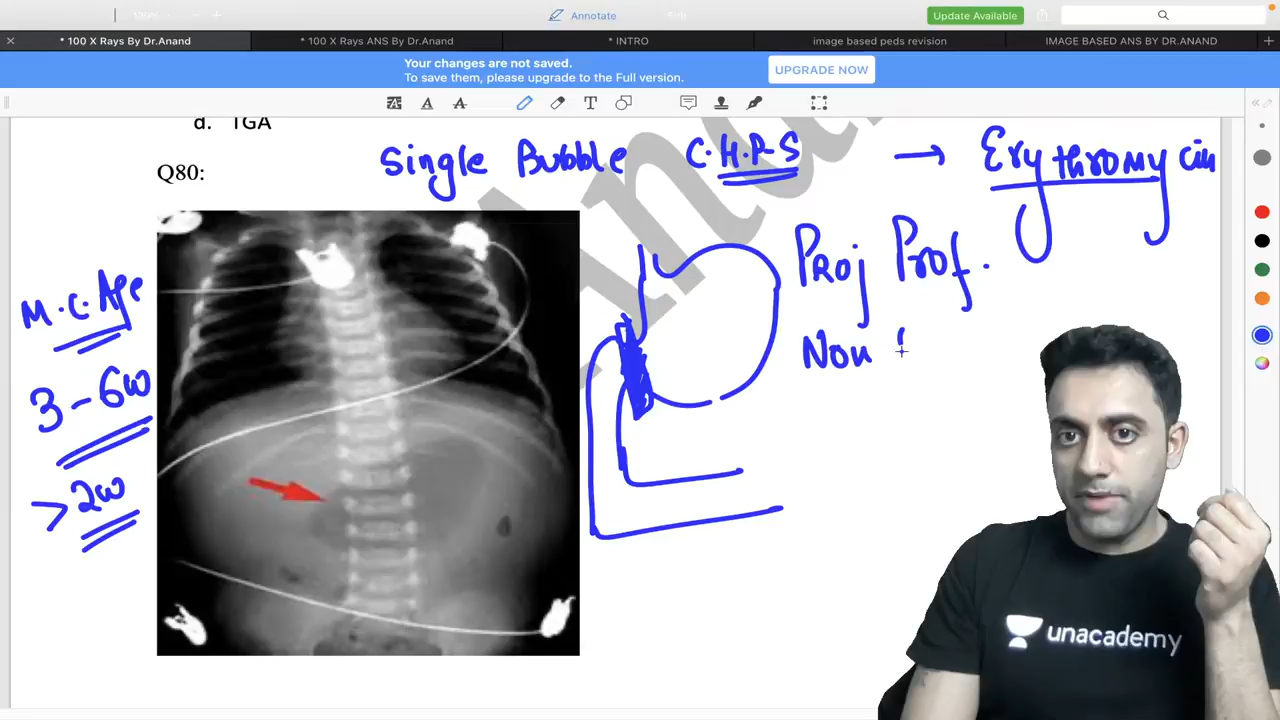 Annotate
Edit
Update Available
* 100 X Rays By Dr.Anand
* 100 X Rays ANS By Dr.Anand
* INTRO
image based peds revision
IMAGE BASED ANS BY DR.ANAND
Your changes are not saved.
To save them, please upgrade to the Full version.
UPGRADE NOW
d. TGA
Single Bubble C.H.P.S → Erythromycin
Q80:
Proj Prof.
M.C. Age
Non
3-6w
>2w
unacademy